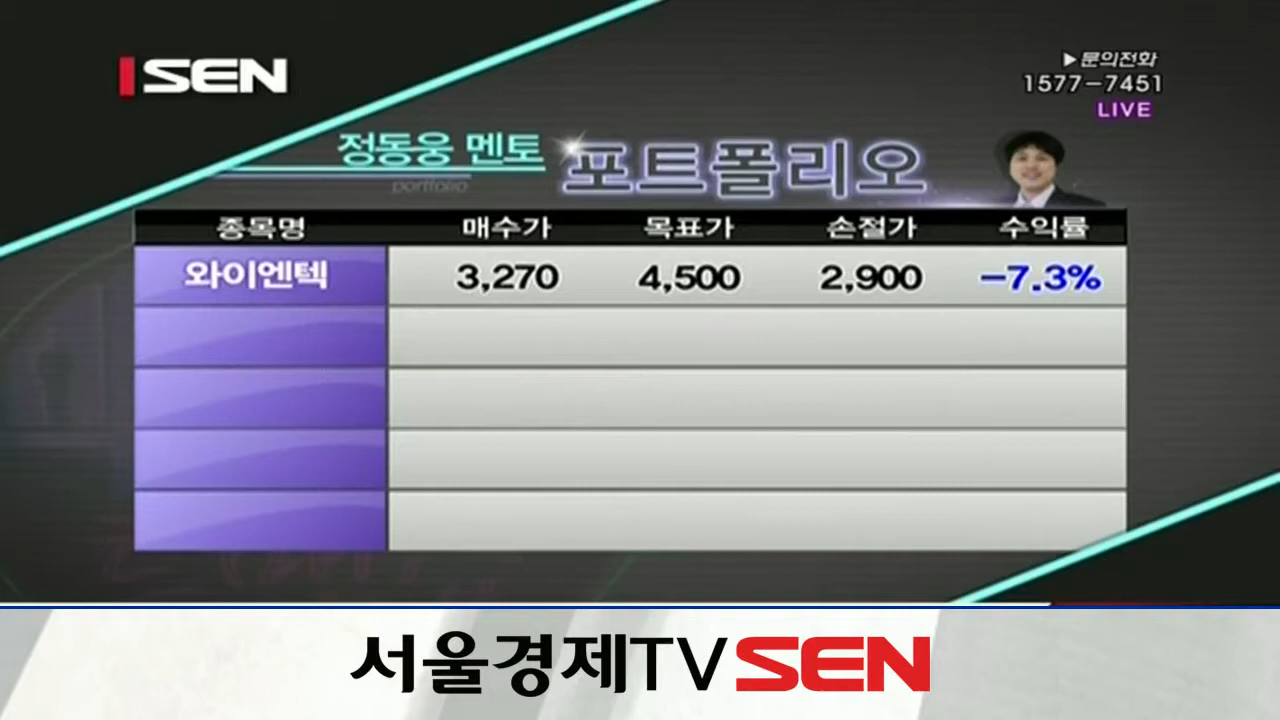 SEN
▶문의전화
1577-7451
LIVE
정동웅 멘토 포트폴리오
portfolio
종목명 매수가 목표가 손절가 수익률
와이엔텍 3,270 4,500 2,900 -7.3%
서울경제TV SEN